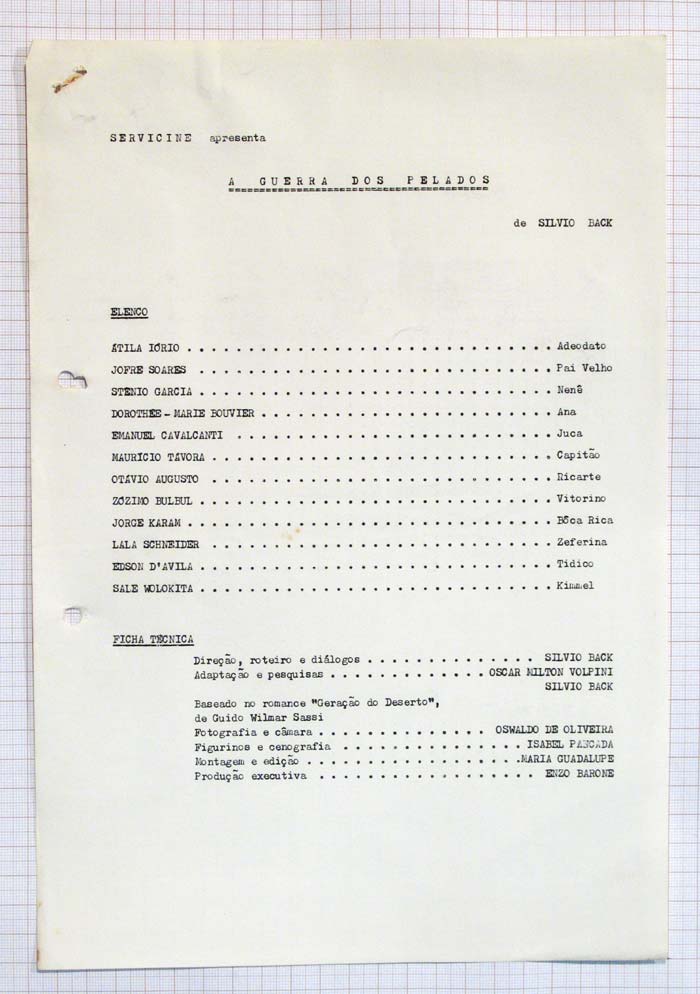 SERVICINE apresenta
A GUERRA DOS PELADOS
de SILVIO BACK
ELENCO
ÁTILA IÓRIO . . . . . . . . . . . . . . . . . . . . . . . . . . . . . . Adeodato
JOFRE SOARES . . . . . . . . . . . . . . . . . . . . . . . . . . . . . Pai Velho
STÊNIO GARCIA . . . . . . . . . . . . . . . . . . . . . . . . . . . . . Nenê
DOROTHÉE-MARIE BOUVIER . . . . . . . . . . . . . . . . . . . . . . . . Ana
EMANUEL CAVALCANTI . . . . . . . . . . . . . . . . . . . . . . . . . . Juca
MAURICIO TÁVORA . . . . . . . . . . . . . . . . . . . . . . . . . . . . Capitão
OTÁVIO AUGUSTO . . . . . . . . . . . . . . . . . . . . . . . . . . . . Ricarte
ZÓZIMO BULBUL . . . . . . . . . . . . . . . . . . . . . . . . . . . . . Vitorino
JORGE KARAM . . . . . . . . . . . . . . . . . . . . . . . . . . . . . . Bôca Rica
LALA SCHNEIDER . . . . . . . . . . . . . . . . . . . . . . . . . . . . Zeferina
EDSON D'AVILA . . . . . . . . . . . . . . . . . . . . . . . . . . . . . Tidico
SALE WOLOKITA . . . . . . . . . . . . . . . . . . . . . . . . . . . . . Kimmel
FICHA TÉCNICA
Direção, roteiro e diálogos . . . . . . . . . . . . . . SILVIO BACK
Adaptação e pesquisas . . . . . . . . . . . . . OSCAR MILTON VOLPINI
SILVIO BACK
Baseado no romance "Geração do Deserto",
de Guido Wilmar Sassi
Fotografia e câmara . . . . . . . . . . . . . . OSWALDO DE OLIVEIRA
Figurinos e cenografia . . . . . . . . . . . . . . . ISABEL PANCADA
Montagem e edição . . . . . . . . . . . . . . . . . .MARIA GUADALUPE
Produção executiva . . . . . . . . . . . . . . . . . . ENZO BARONE